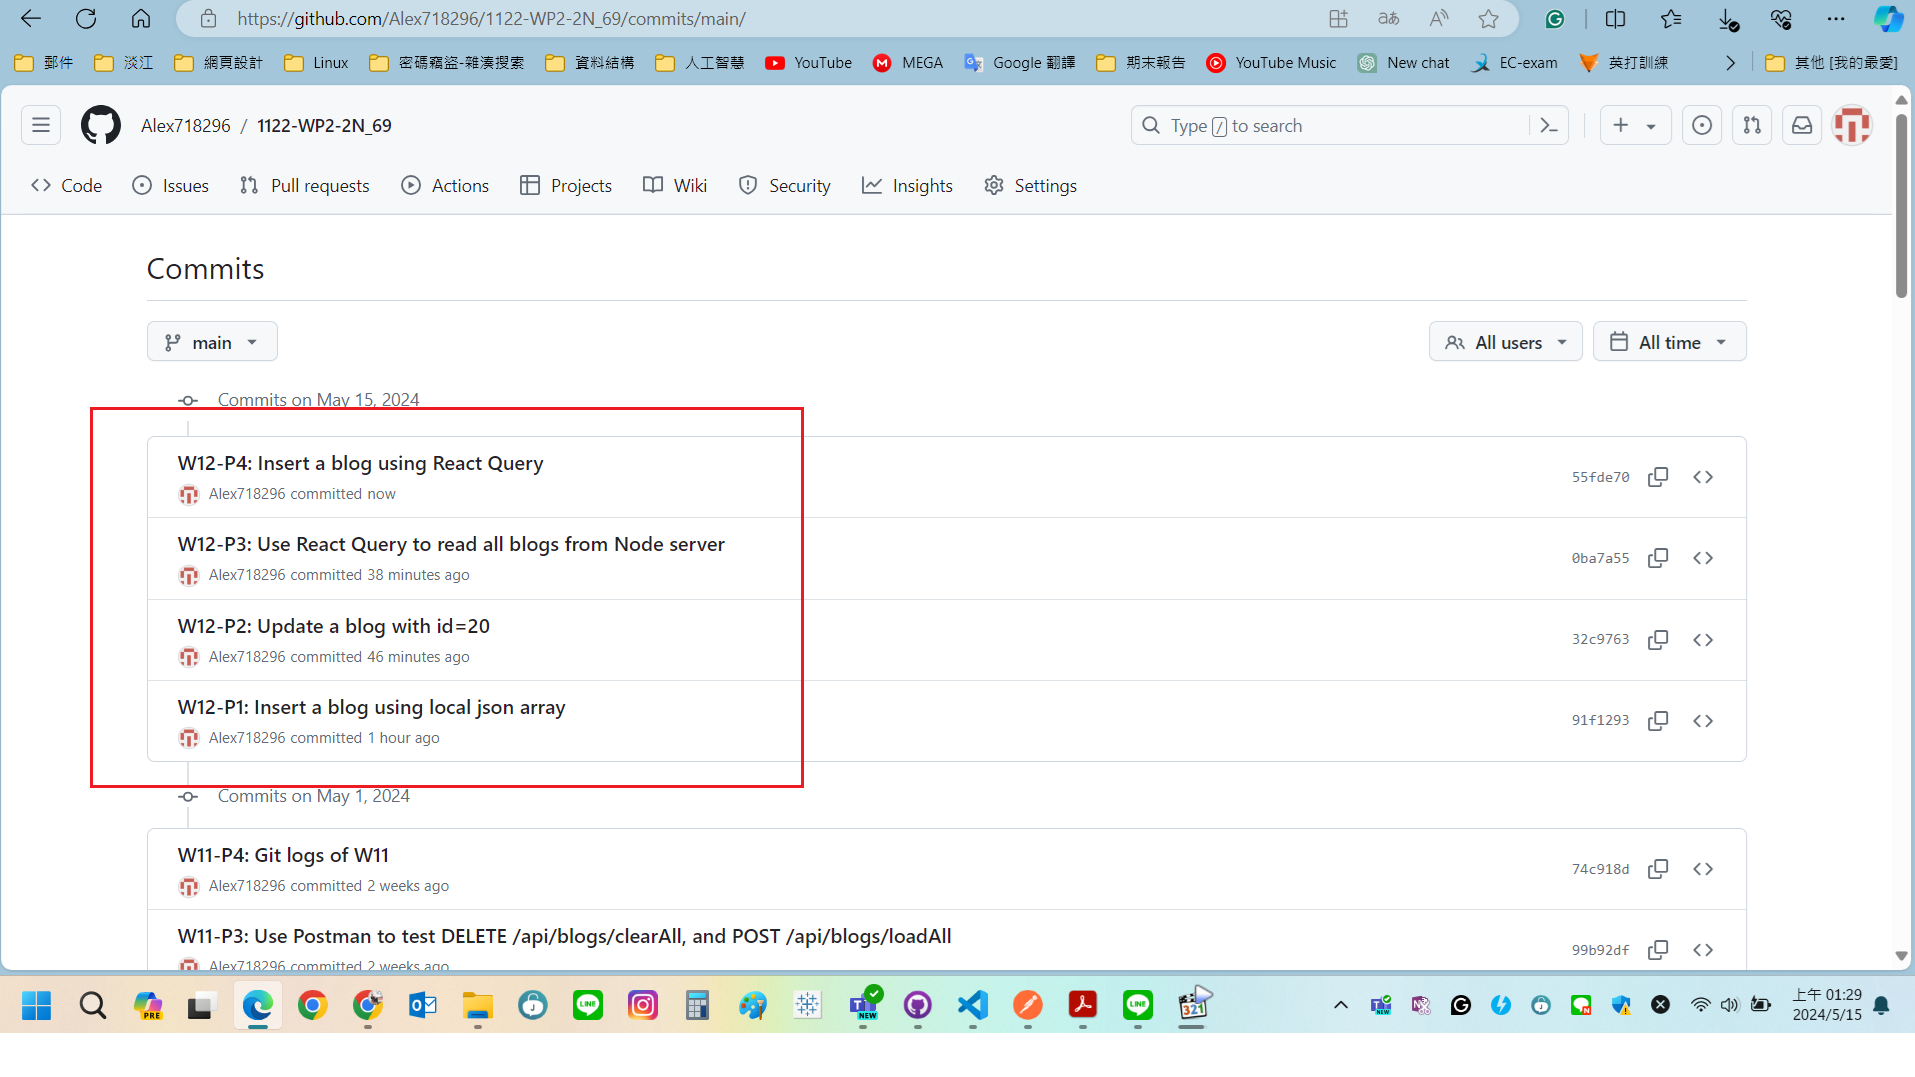 https://github.com/Alex718296/1122-WP2-2N_69/commits/main/
郵件 淡江 網頁設計 Linux 密碼竊盜-雜湊搜索 資料結構 人工智慧 YouTube MEGA Google 翻譯 期末報告 YouTube Music New chat EC-exam 英打訓練 其他 [我的最愛]
Alex718296 / 1122-WP2-2N_69 Type / to search
Code Issues Pull requests Actions Projects Wiki Security Insights Settings
Commits
main All users All time
Commits on May 15, 2024
W12-P4: Insert a blog using React Query
Alex718296 committed now
55fde70
W12-P3: Use React Query to read all blogs from Node server
Alex718296 committed 38 minutes ago
0ba7a55
W12-P2: Update a blog with id=20
Alex718296 committed 46 minutes ago
32c9763
W12-P1: Insert a blog using local json array
Alex718296 committed 1 hour ago
91f1293
Commits on May 1, 2024
W11-P4: Git logs of W11
Alex718296 committed 2 weeks ago
74c918d
W11-P3: Use Postman to test DELETE /api/blogs/clearAll, and POST /api/blogs/loadAll
Alex718296 committed 2 weeks ago
99b92df
上午 01:29
2024/5/15